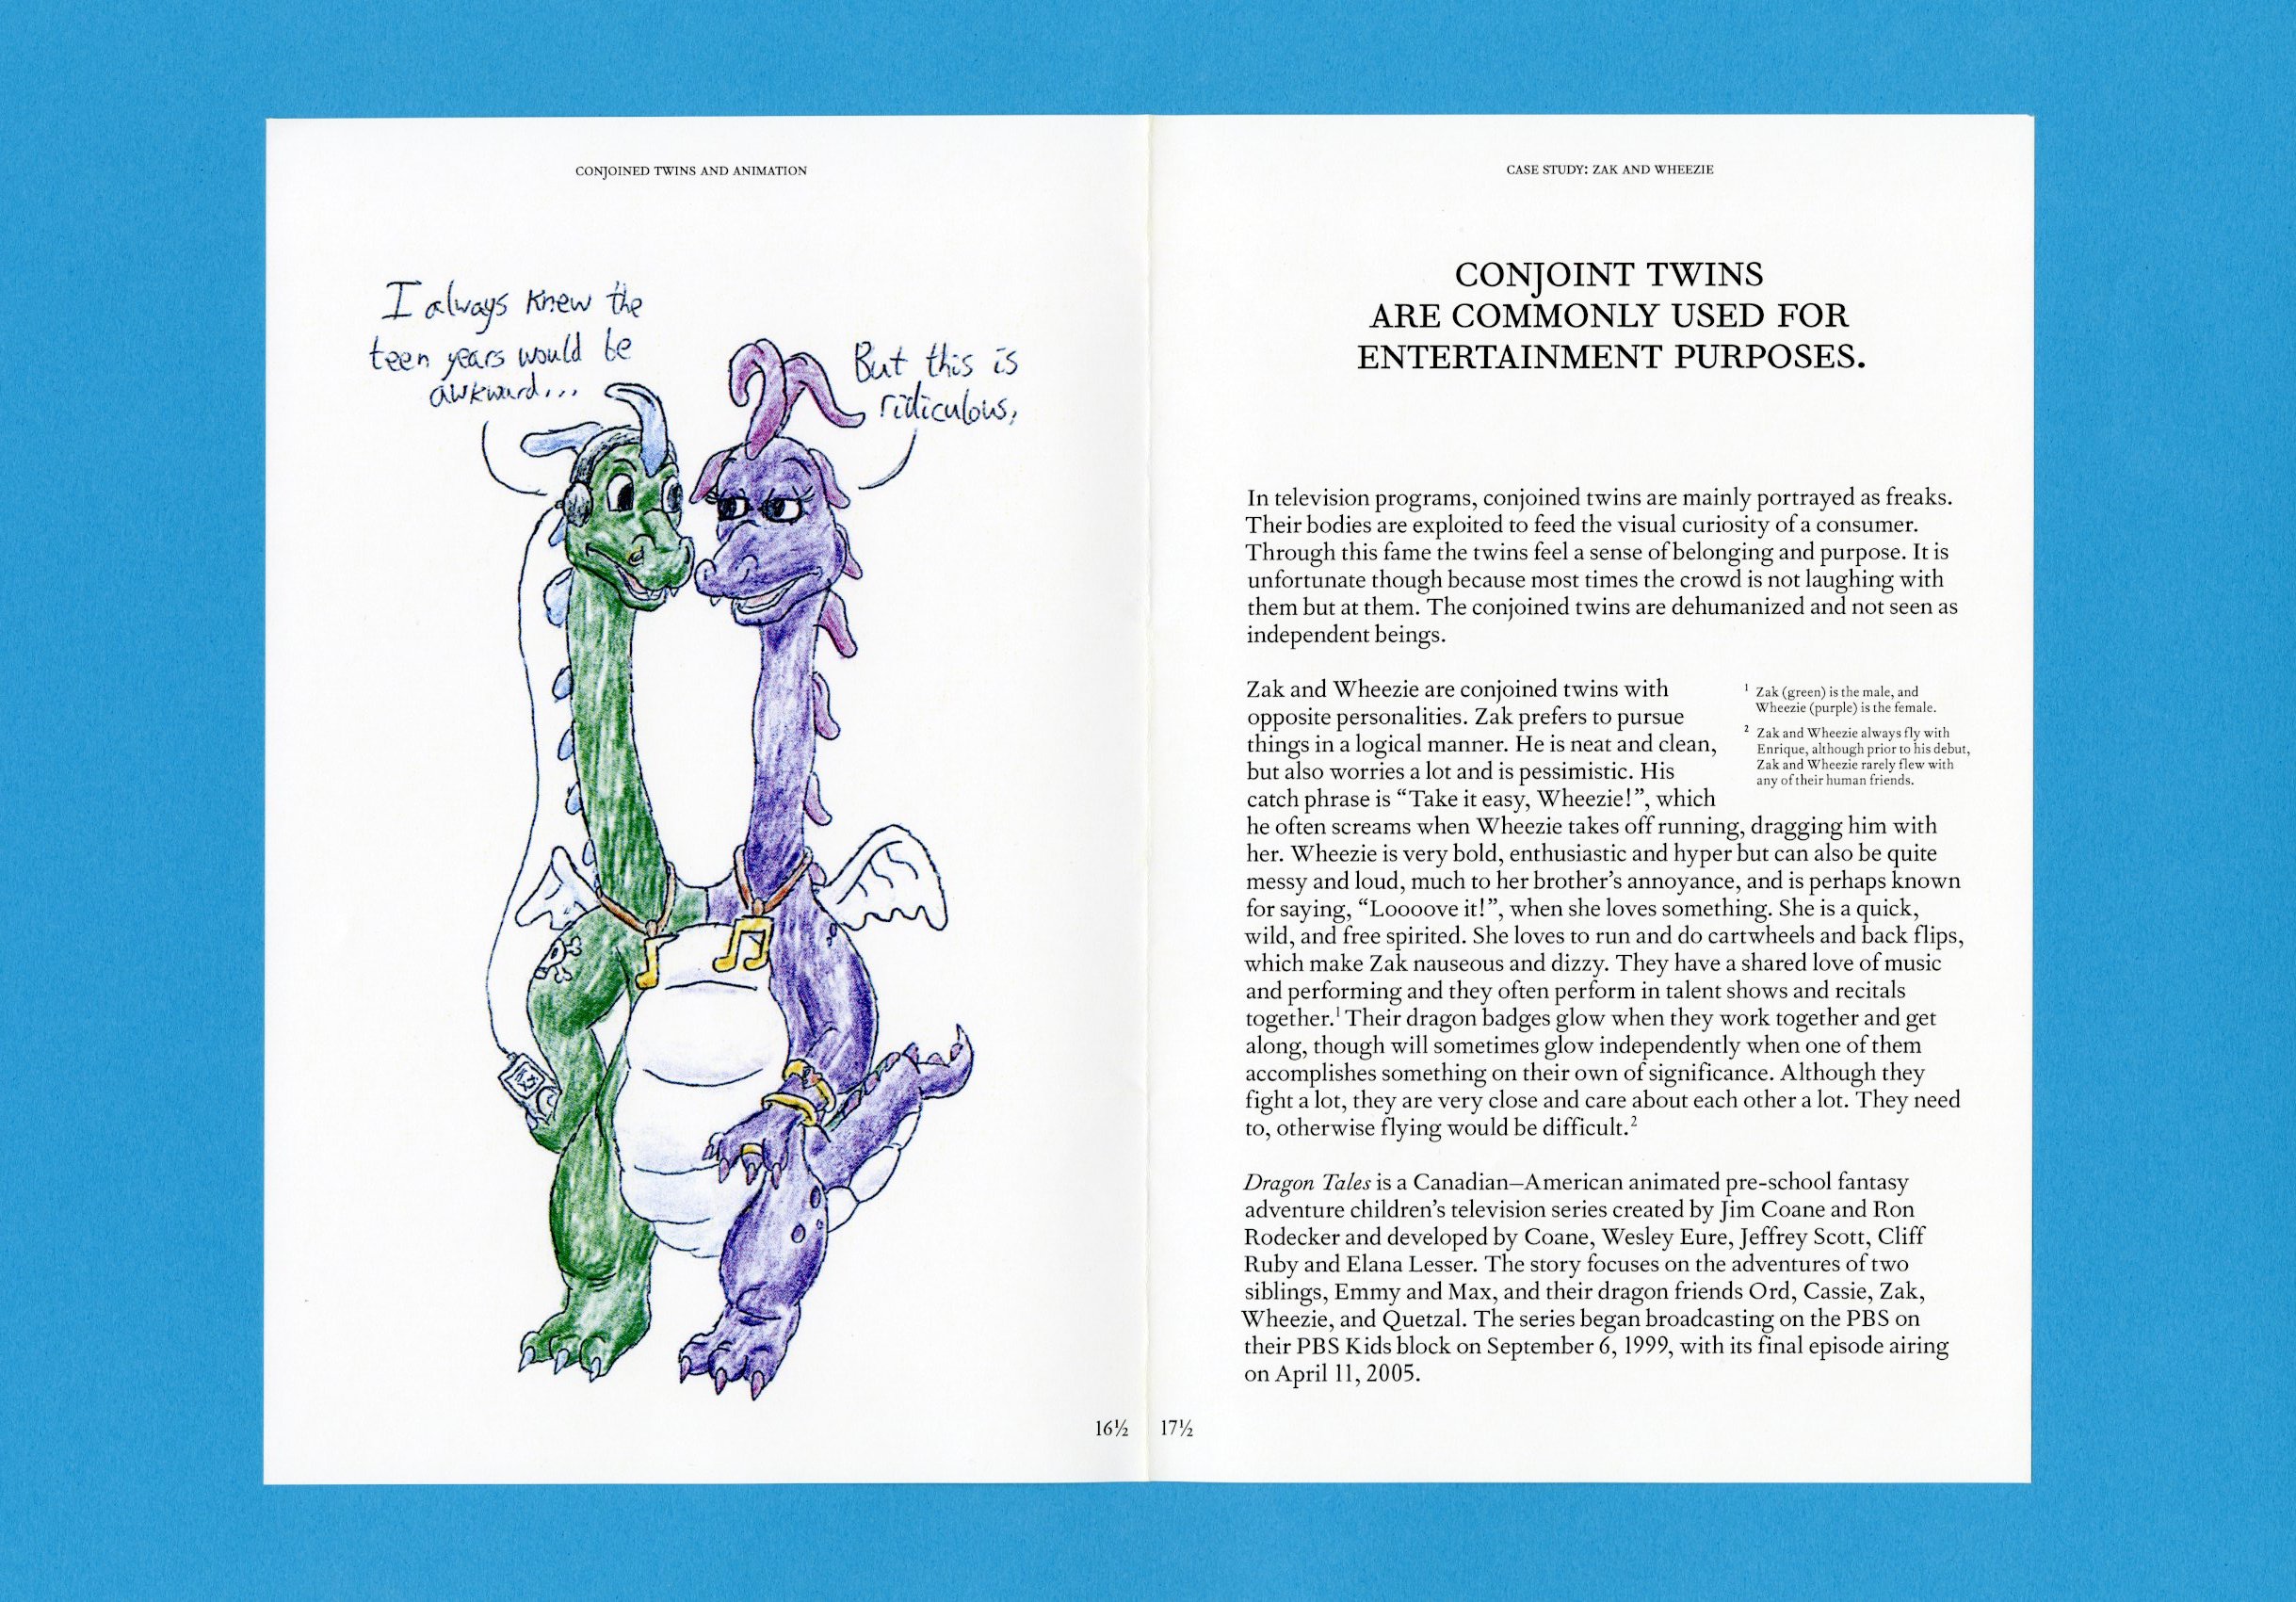 CONJOINED TWINS AND ANIMATION
I always knew the
teen years would be
awkward...
But this is
ridiculous,
16½
CASE STUDY: ZAK AND WHEEZIE
CONJOINT TWINS
ARE COMMONLY USED FOR
ENTERTAINMENT PURPOSES.
In television programs, conjoined twins are mainly portrayed as freaks.
Their bodies are exploited to feed the visual curiosity of a consumer.
Through this fame the twins feel a sense of belonging and purpose. It is
unfortunate though because most times the crowd is not laughing with
them but at them. The conjoined twins are dehumanized and not seen as
independent beings.
Zak and Wheezie are conjoined twins with
opposite personalities. Zak prefers to pursue
things in a logical manner. He is neat and clean,
but also worries a lot and is pessimistic. His
catch phrase is “Take it easy, Wheezie!”, which
he often screams when Wheezie takes off running, dragging him with
her. Wheezie is very bold, enthusiastic and hyper but can also be quite
messy and loud, much to her brother’s annoyance, and is perhaps known
for saying, “Loooove it!”, when she loves something. She is a quick,
wild, and free spirited. She loves to run and do cartwheels and back flips,
which make Zak nauseous and dizzy. They have a shared love of music
and performing and they often perform in talent shows and recitals
together.¹ Their dragon badges glow when they work together and get
along, though will sometimes glow independently when one of them
accomplishes something on their own of significance. Although they
fight a lot, they are very close and care about each other a lot. They need
to, otherwise flying would be difficult.²
¹ Zak (green) is the male, and
Wheezie (purple) is the female.
² Zak and Wheezie always fly with
Enrique, although prior to his debut,
Zak and Wheezie rarely flew with
any of their human friends.
Dragon Tales is a Canadian–American animated pre-school fantasy
adventure children’s television series created by Jim Coane and Ron
Rodecker and developed by Coane, Wesley Eure, Jeffrey Scott, Cliff
Ruby and Elana Lesser. The story focuses on the adventures of two
siblings, Emmy and Max, and their dragon friends Ord, Cassie, Zak,
Wheezie, and Quetzal. The series began broadcasting on the PBS on
their PBS Kids block on September 6, 1999, with its final episode airing
on April 11, 2005.
17½